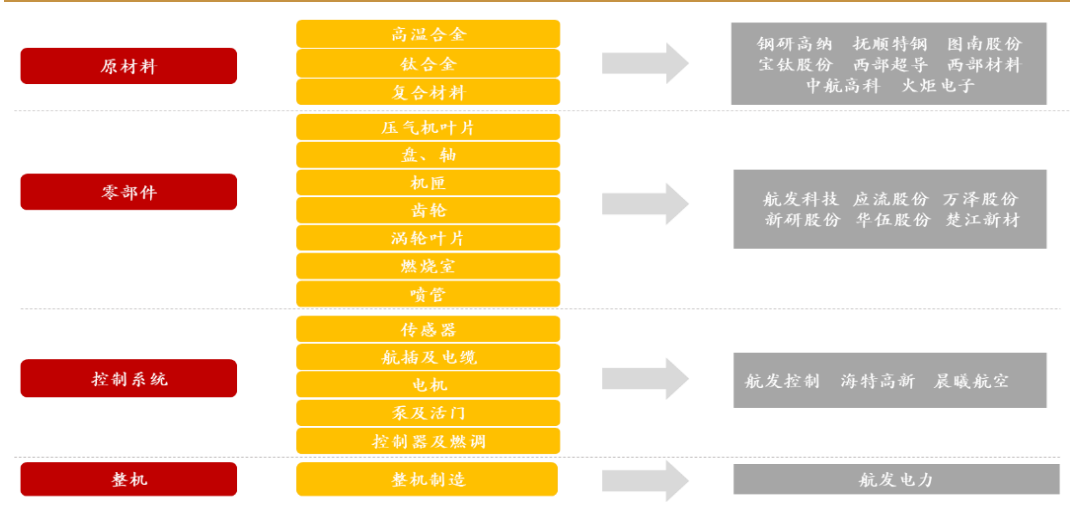 原材料
高温合金
钛合金
复合材料
钢研高纳 抚顺特钢 图南股份
宝钛股份 西部超导 西部材料
中航高科 火炬电子
零部件
压气机叶片
盘、轴
机匣
齿轮
涡轮叶片
燃烧室
喷管
航发科技 应流股份 万泽股份
新研股份 华伍股份 楚江新材
控制系统
传感器
航插及电缆
电机
泵及活门
控制器及燃调
航发控制 海特高新 晨曦航空
整机
整机制造
航发电力